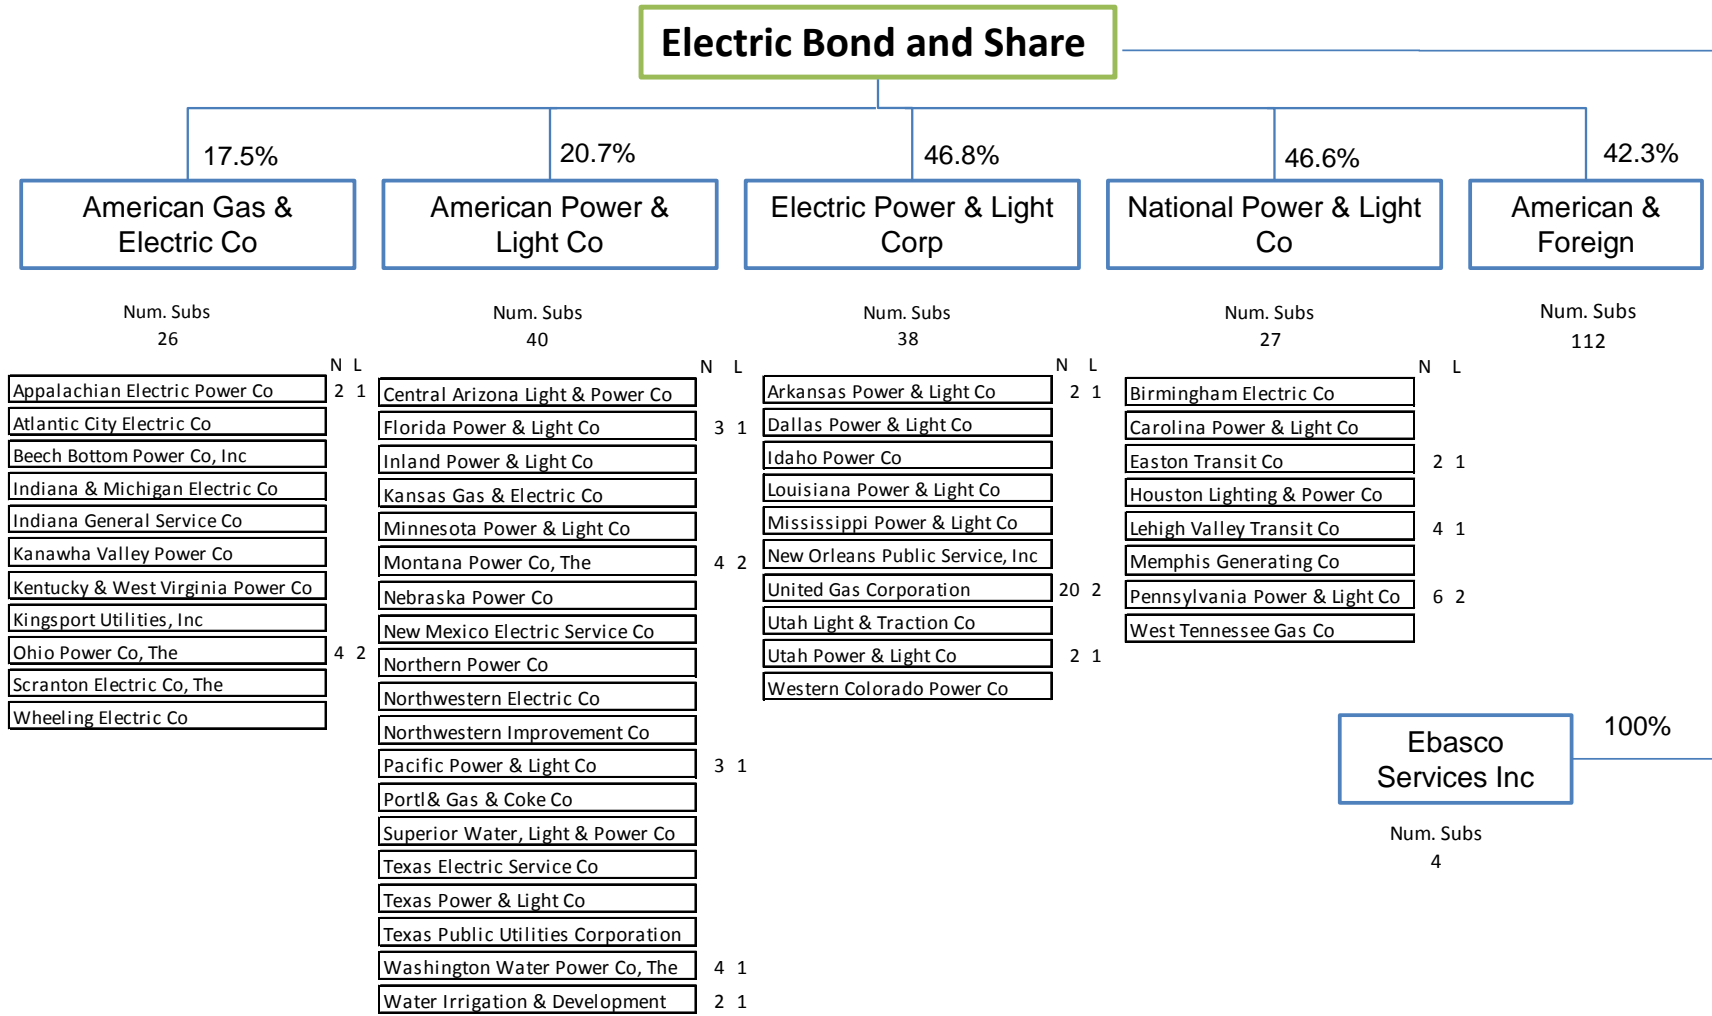 Electric Bond and Share
17.5%
20.7%
46.8%
46.6%
42.3%
American Gas &
Electric Co
American Power &
Light Co
Electric Power & Light
Corp
National Power & Light
Co
American &
Foreign
Num. Subs
26
N L
Appalachian Electric Power Co 2 1
Atlantic City Electric Co
Beech Bottom Power Co, Inc
Indiana & Michigan Electric Co
Indiana General Service Co
Kanawha Valley Power Co
Kentucky & West Virginia Power Co
Kingsport Utilities, Inc
Ohio Power Co, The 4 2
Scranton Electric Co, The
Wheeling Electric Co
Num. Subs
40
N L
Central Arizona Light & Power Co
Florida Power & Light Co 3 1
Inland Power & Light Co
Kansas Gas & Electric Co
Minnesota Power & Light Co
Montana Power Co, The 4 2
Nebraska Power Co
New Mexico Electric Service Co
Northern Power Co
Northwestern Electric Co
Northwestern Improvement Co
Pacific Power & Light Co 3 1
Portl& Gas & Coke Co
Superior Water, Light & Power Co
Texas Electric Service Co
Texas Power & Light Co
Texas Public Utilities Corporation
Washington Water Power Co, The 4 1
Water Irrigation & Development 2 1
Num. Subs
38
N L
Arkansas Power & Light Co 2 1
Dallas Power & Light Co
Idaho Power Co
Louisiana Power & Light Co
Mississippi Power & Light Co
New Orleans Public Service, Inc
United Gas Corporation 20 2
Utah Light & Traction Co
Utah Power & Light Co 2 1
Western Colorado Power Co
Num. Subs
27
N L
Birmingham Electric Co
Carolina Power & Light Co
Easton Transit Co 2 1
Houston Lighting & Power Co
Lehigh Valley Transit Co 4 1
Memphis Generating Co
Pennsylvania Power & Light Co 6 2
West Tennessee Gas Co
Num. Subs
112
100%
Ebasco
Services Inc
Num. Subs
4